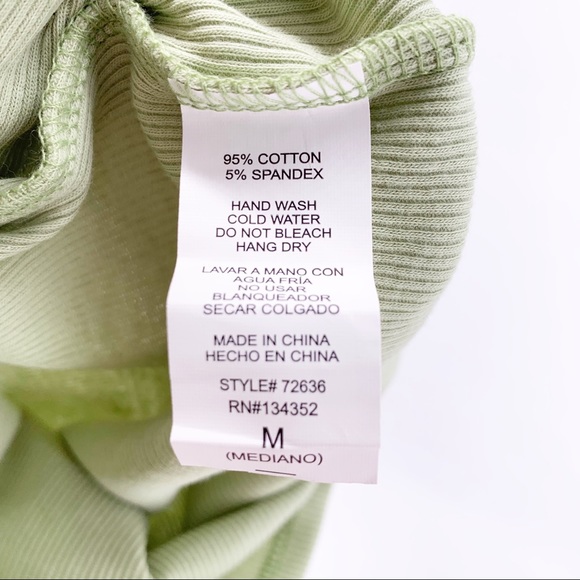 95% COTTON
5% SPANDEX
HAND WASH
COLD WATER
DO NOT BLEACH
HANG DRY
LAVAR A MANO CON
AGUA FRÍA
NO USAR
BLANQUEADOR
SECAR COLGADO
MADE IN CHINA
HECHO EN CHINA
STYLE# 72636
RN#134352
M
(MEDIANO)